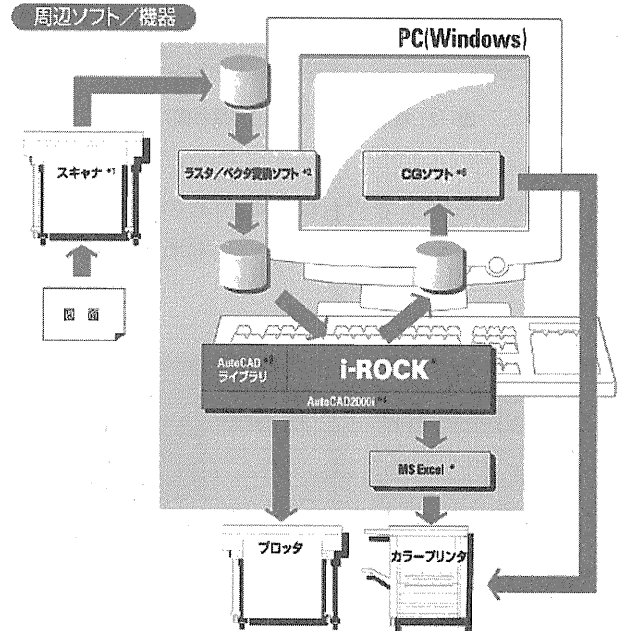 周辺ソフト／機器
PC(Windows)
スキャナ *1
ラスタ／ベクタ変換ソフト *2
CGソフト
図 面
AutoCAD *3
ライブラリ
i-ROCK
AutoCAD2000i *4
MS Excel *
プロッタ
カラープリンタ